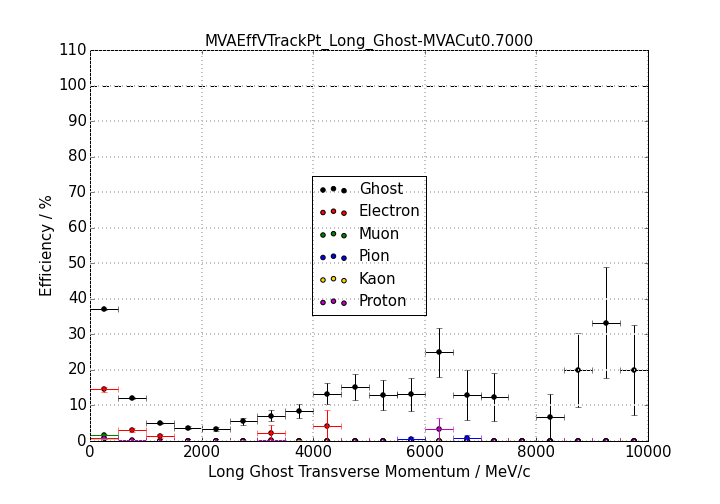 MVAEffVTrackPt_Long_Ghost-MVACut0.7000
110
100
90
80
70
60
50
40
30
20
10
0
Efficiency / %
Ghost
Electron
Muon
Pion
Kaon
Proton
0 2000 4000 6000 8000 10000
Long Ghost Transverse Momentum / MeV/c